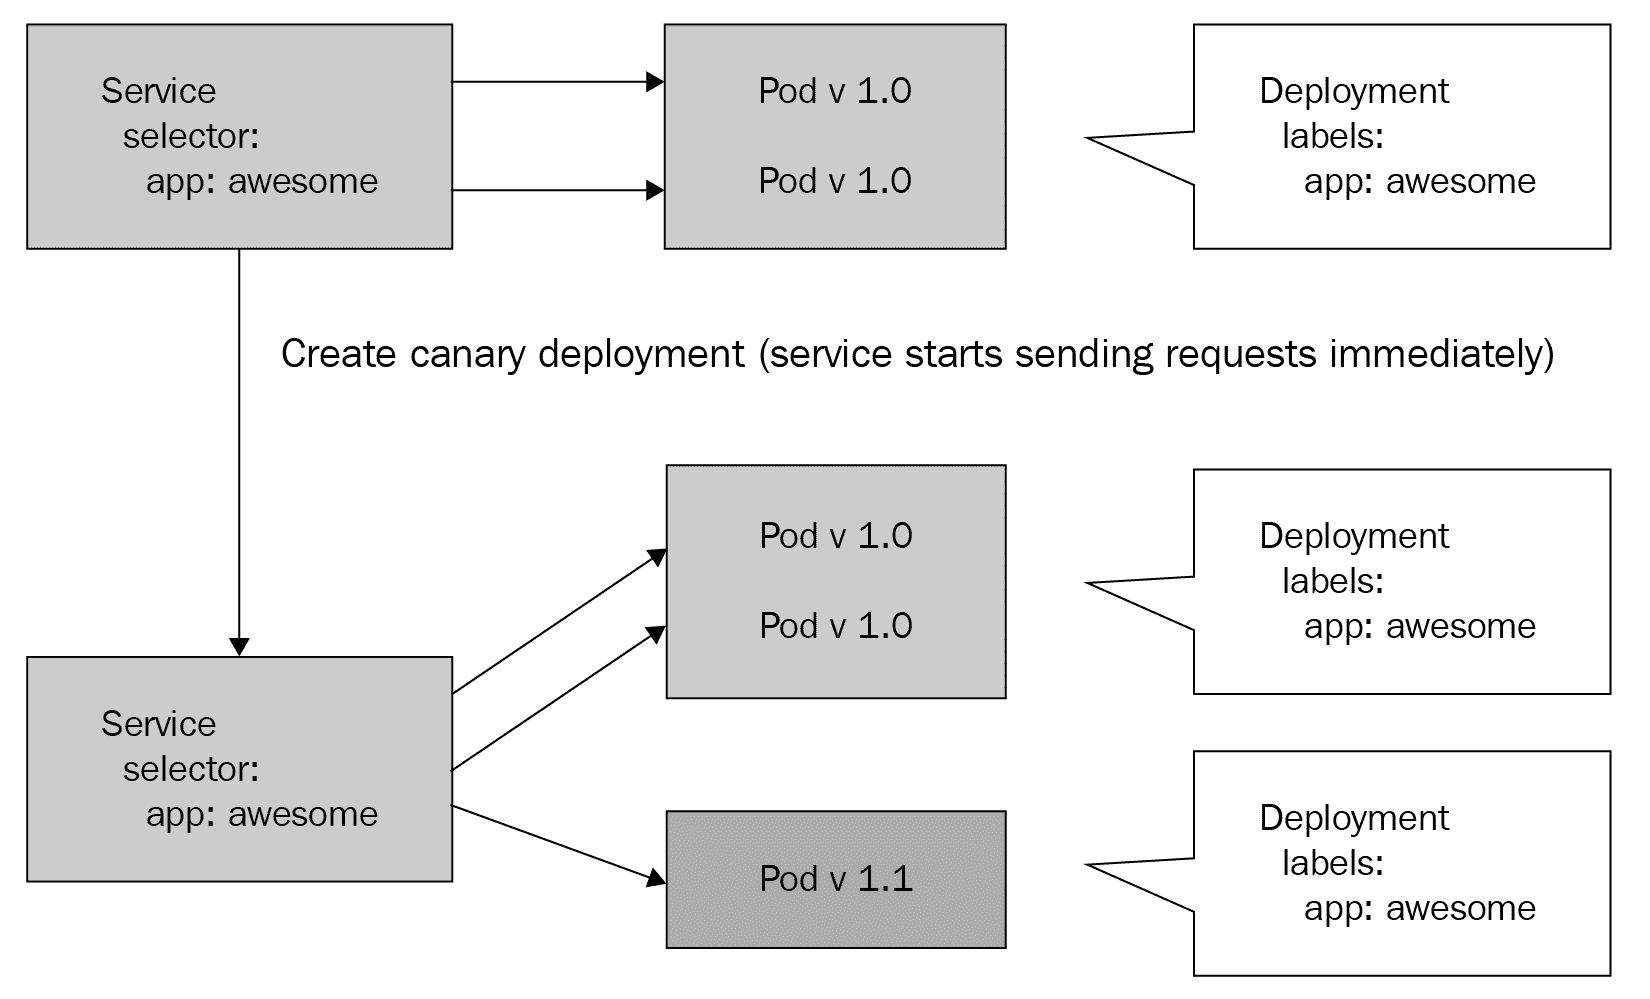 Service
selector:
app: awesome
Pod v 1.0
Pod v 1.0
Deployment
labels:
app: awesome
Create canary deployment (service starts sending requests immediately)
Service
selector:
app: awesome
Pod v 1.0
Pod v 1.0
Deployment
labels:
app: awesome
Pod v 1.1
Deployment
labels:
app: awesome